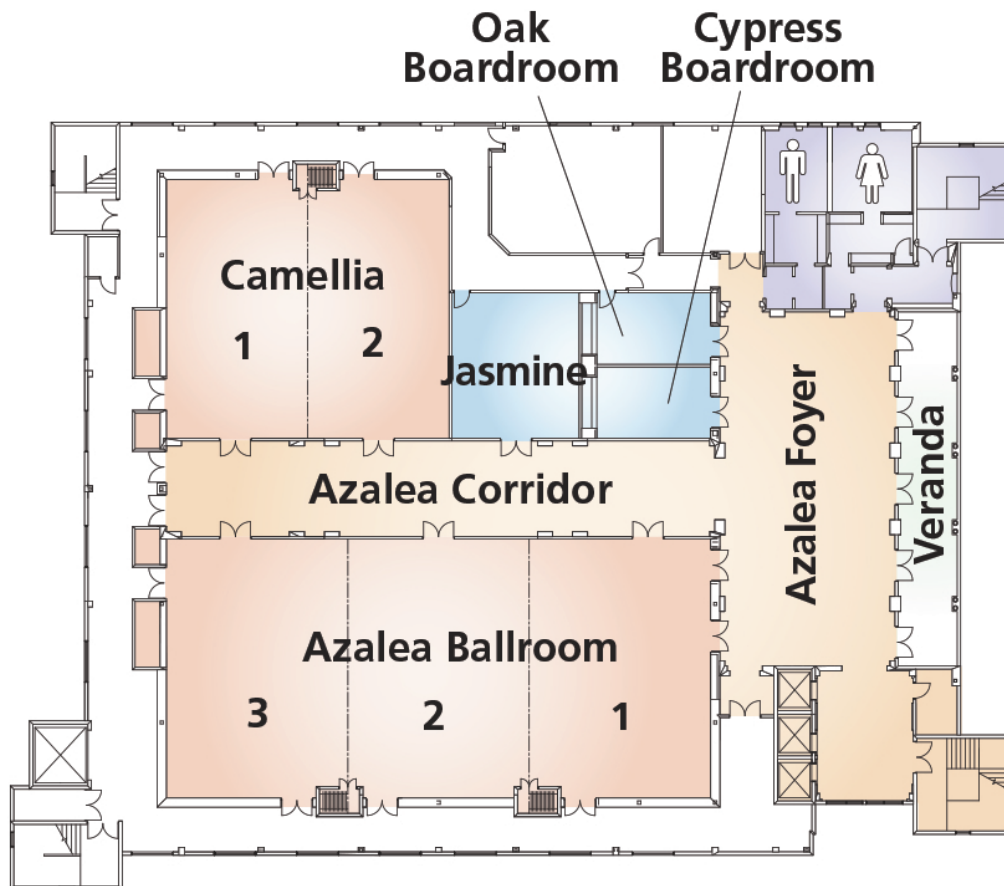 Oak
Boardroom
Cypress
Boardroom
Camellia
1
2
Jasmine
Azalea Corridor
Azalea Foyer
Veranda
Azalea Ballroom
3
2
1